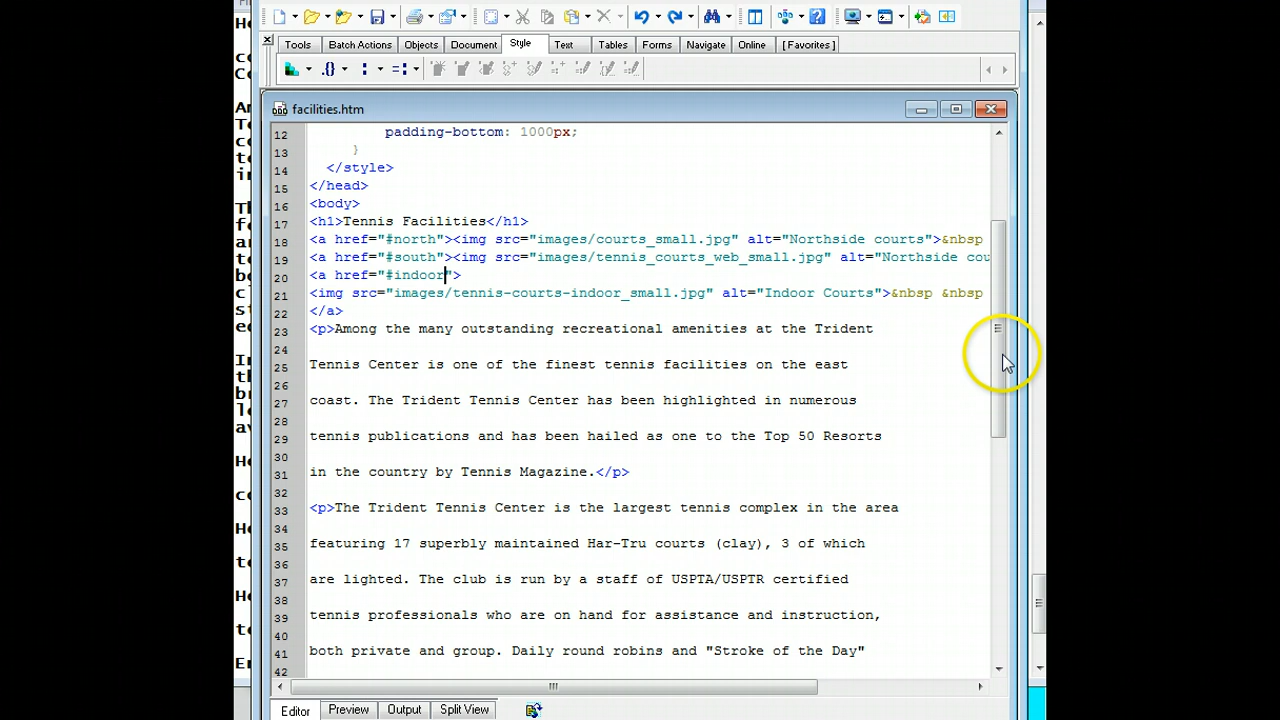 Tools Batch Actions Objects Document Style Text Tables Forms Navigate Online [Favorites]
facilities.htm
12 padding-bottom: 1000px;
13 }
14 </style>
15 </head>
16 <body>
17 <h1>Tennis Facilities</h1>
18 <a href="#north"><img src="images/courts_small.jpg" alt="Northside courts">&nbsp
19 <a href="#south"><img src="images/tennis_courts_web_small.jpg" alt="Northside cou
20 <a href="#indoor">
21 <img src="images/tennis-courts-indoor_small.jpg" alt="Indoor Courts">&nbsp &nbsp
22 </a>
23 <p>Among the many outstanding recreational amenities at the Trident
24
25 Tennis Center is one of the finest tennis facilities on the east
26
27 coast. The Trident Tennis Center has been highlighted in numerous
28
29 tennis publications and has been hailed as one to the Top 50 Resorts
30
31 in the country by Tennis Magazine.</p>
32
33 <p>The Trident Tennis Center is the largest tennis complex in the area
34
35 featuring 17 superbly maintained Har-Tru courts (clay), 3 of which
36
37 are lighted. The club is run by a staff of USPTA/USPTR certified
38
39 tennis professionals who are on hand for assistance and instruction,
40
41 both private and group. Daily round robins and "Stroke of the Day"
42
Editor Preview Output Split View